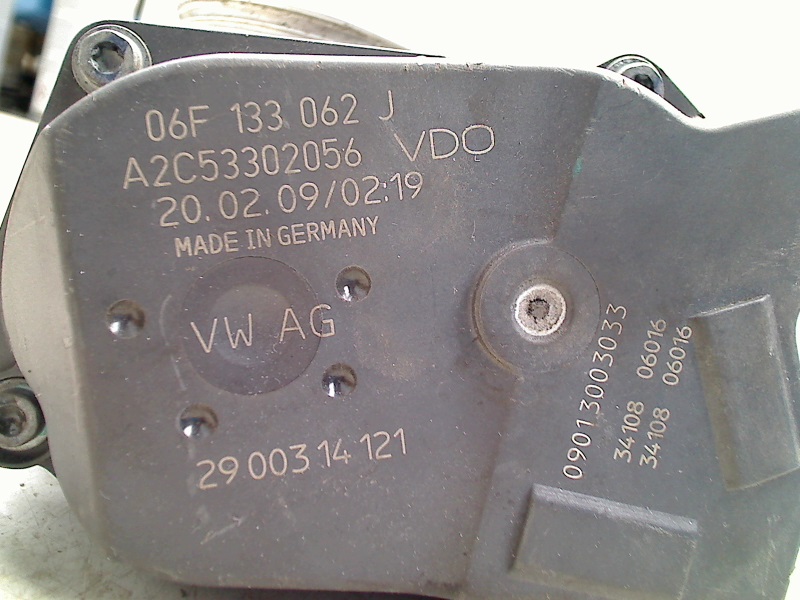 06F 133 062 J
A2C53302056 VDO
20.02.09/02:19
MADE IN GERMANY
VW AG
29 003 14 121
09013003033
34108 06016
34108 06016